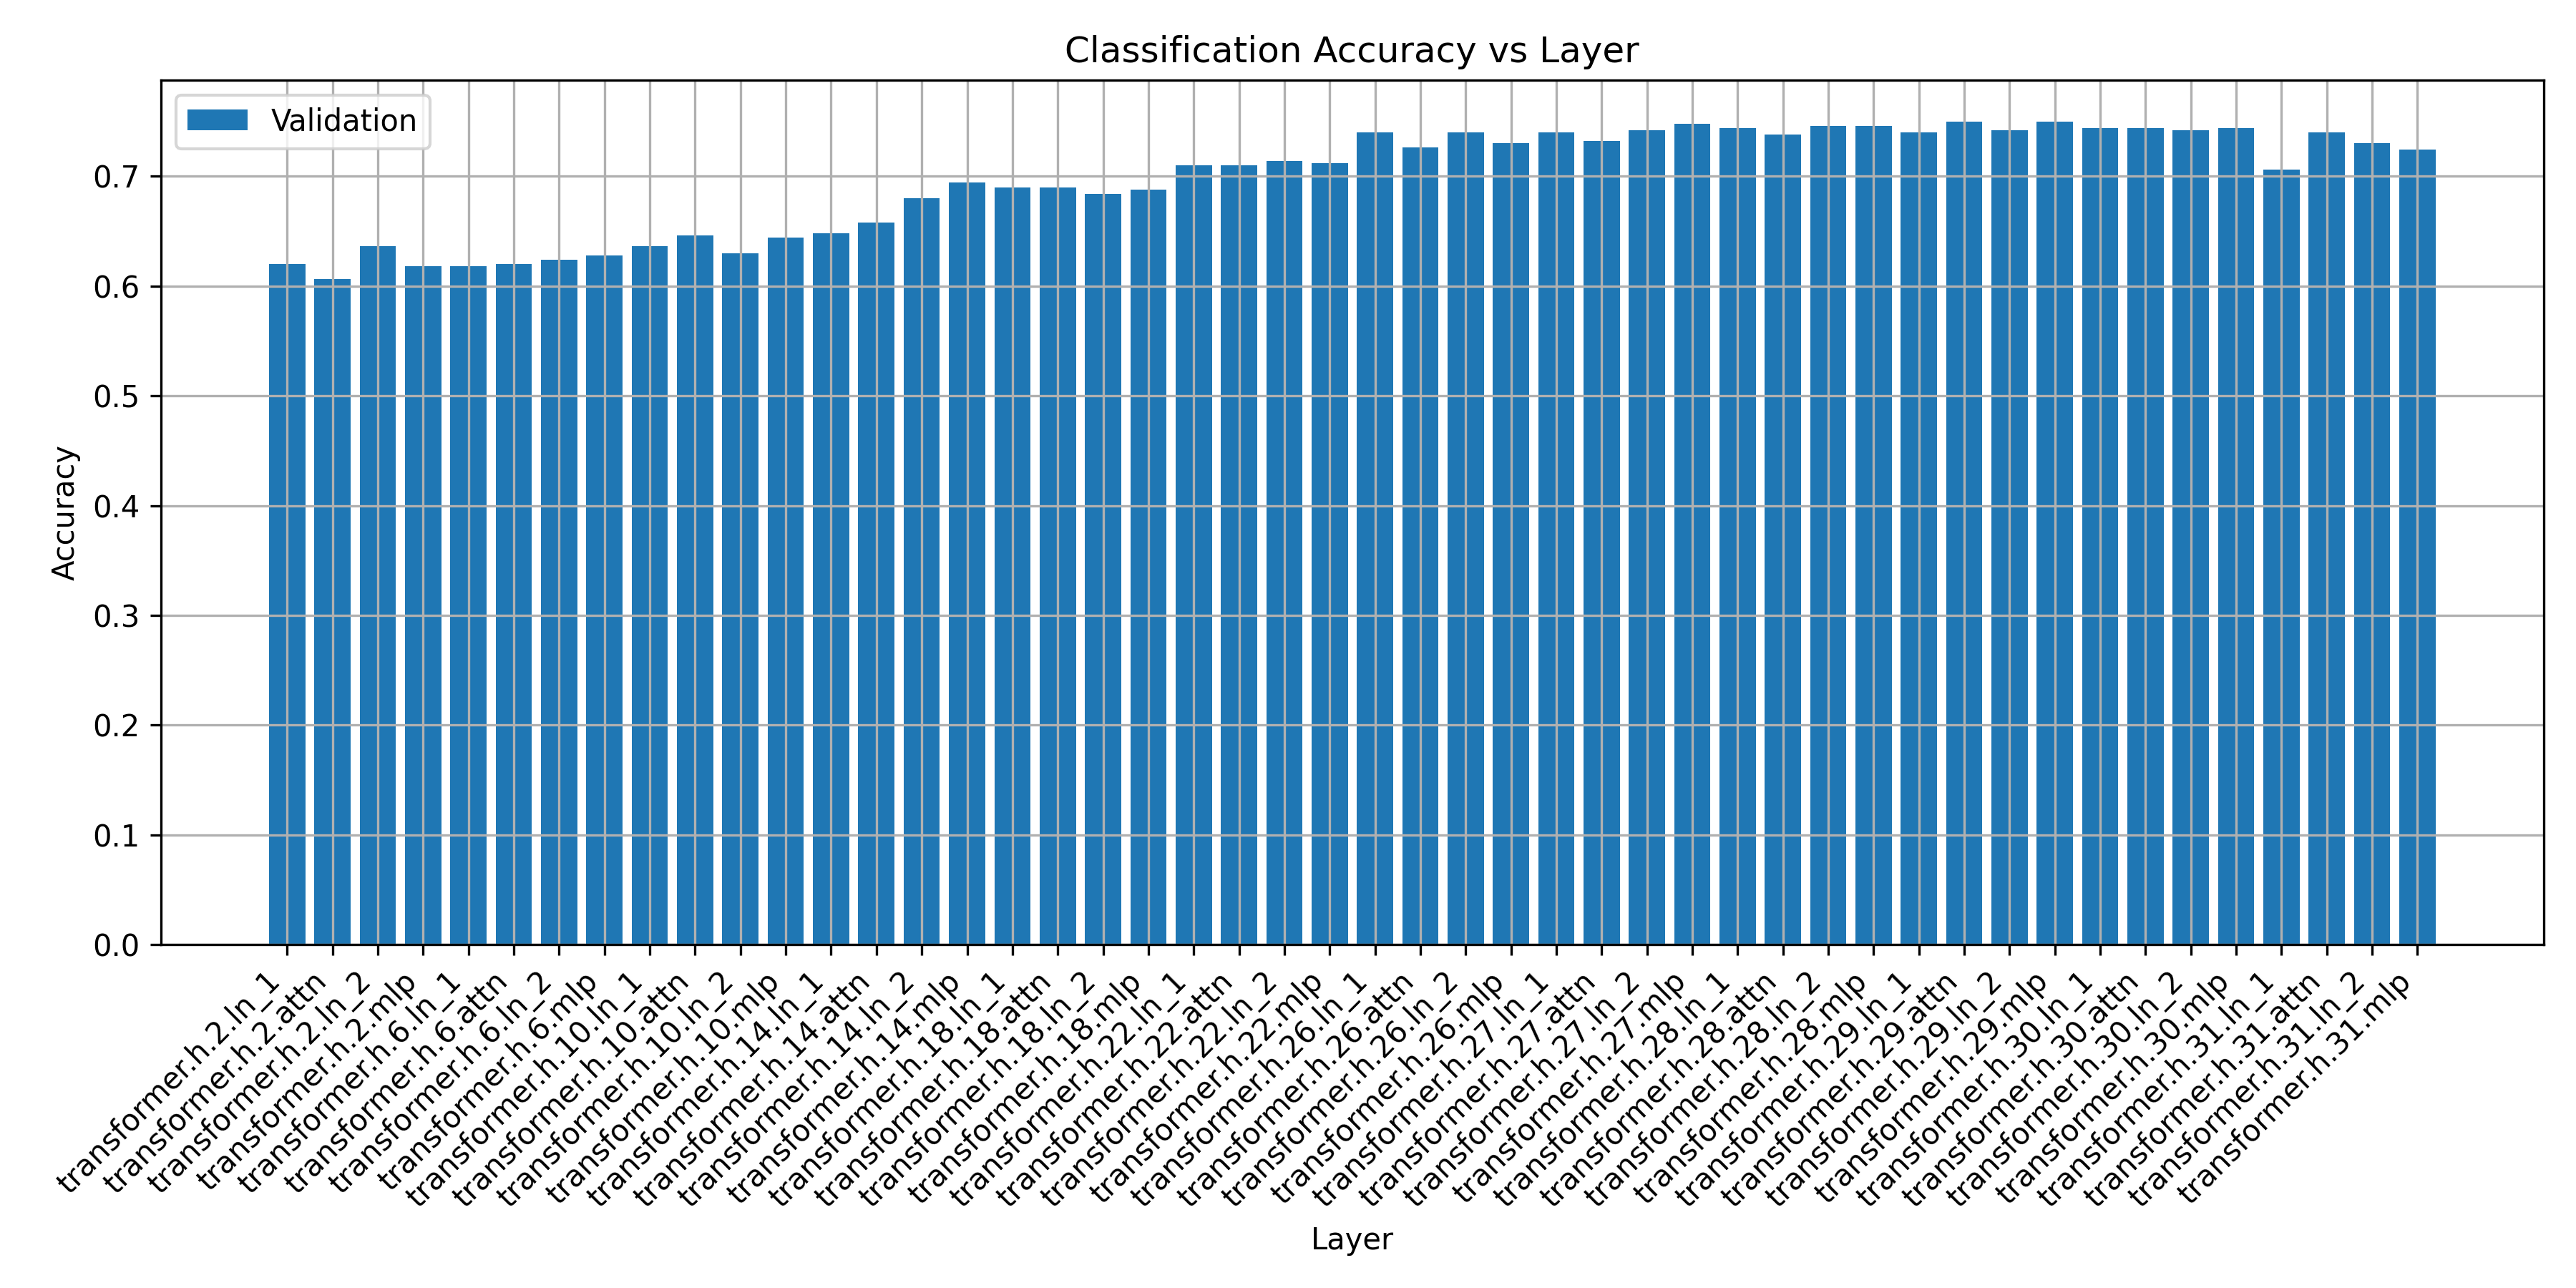 Classification Accuracy vs Layer
Validation
Accuracy
0.7
0.6
0.5
0.4
0.3
0.2
0.1
0.0
transformer.h.2.ln_1
transformer.h.2.attn
transformer.h.2.ln_2
transformer.h.2.mlp
transformer.h.6.ln_1
transformer.h.6.attn
transformer.h.6.ln_2
transformer.h.6.mlp
transformer.h.10.ln_1
transformer.h.10.attn
transformer.h.10.ln_2
transformer.h.10.mlp
transformer.h.14.ln_1
transformer.h.14.attn
transformer.h.14.ln_2
transformer.h.14.mlp
transformer.h.18.ln_1
transformer.h.18.attn
transformer.h.18.ln_2
transformer.h.18.mlp
transformer.h.22.ln_1
transformer.h.22.attn
transformer.h.22.ln_2
transformer.h.22.mlp
transformer.h.26.ln_1
transformer.h.26.attn
transformer.h.26.ln_2
transformer.h.26.mlp
transformer.h.27.ln_1
transformer.h.27.attn
transformer.h.27.ln_2
transformer.h.27.mlp
transformer.h.28.ln_1
transformer.h.28.attn
transformer.h.28.ln_2
transformer.h.28.mlp
transformer.h.29.ln_1
transformer.h.29.attn
transformer.h.29.ln_2
transformer.h.29.mlp
transformer.h.30.ln_1
transformer.h.30.attn
transformer.h.30.ln_2
transformer.h.30.mlp
transformer.h.31.ln_1
transformer.h.31.attn
transformer.h.31.ln_2
transformer.h.31.mlp
Layer